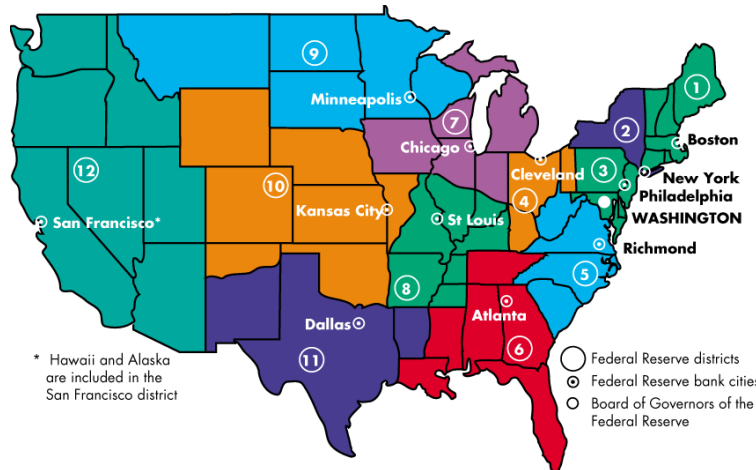 9
1
Minneapolis
7
2
Boston
Chicago
3
12
Cleveland
New York
10
4
Philadelphia
Kansas City
WASHINGTON
San Francisco*
St Louis
Richmond
8
5
Atlanta
Dallas
6
11
* Hawaii and Alaska
are included in the
San Francisco district
Federal Reserve districts
Federal Reserve bank cities
Board of Governors of the
Federal Reserve